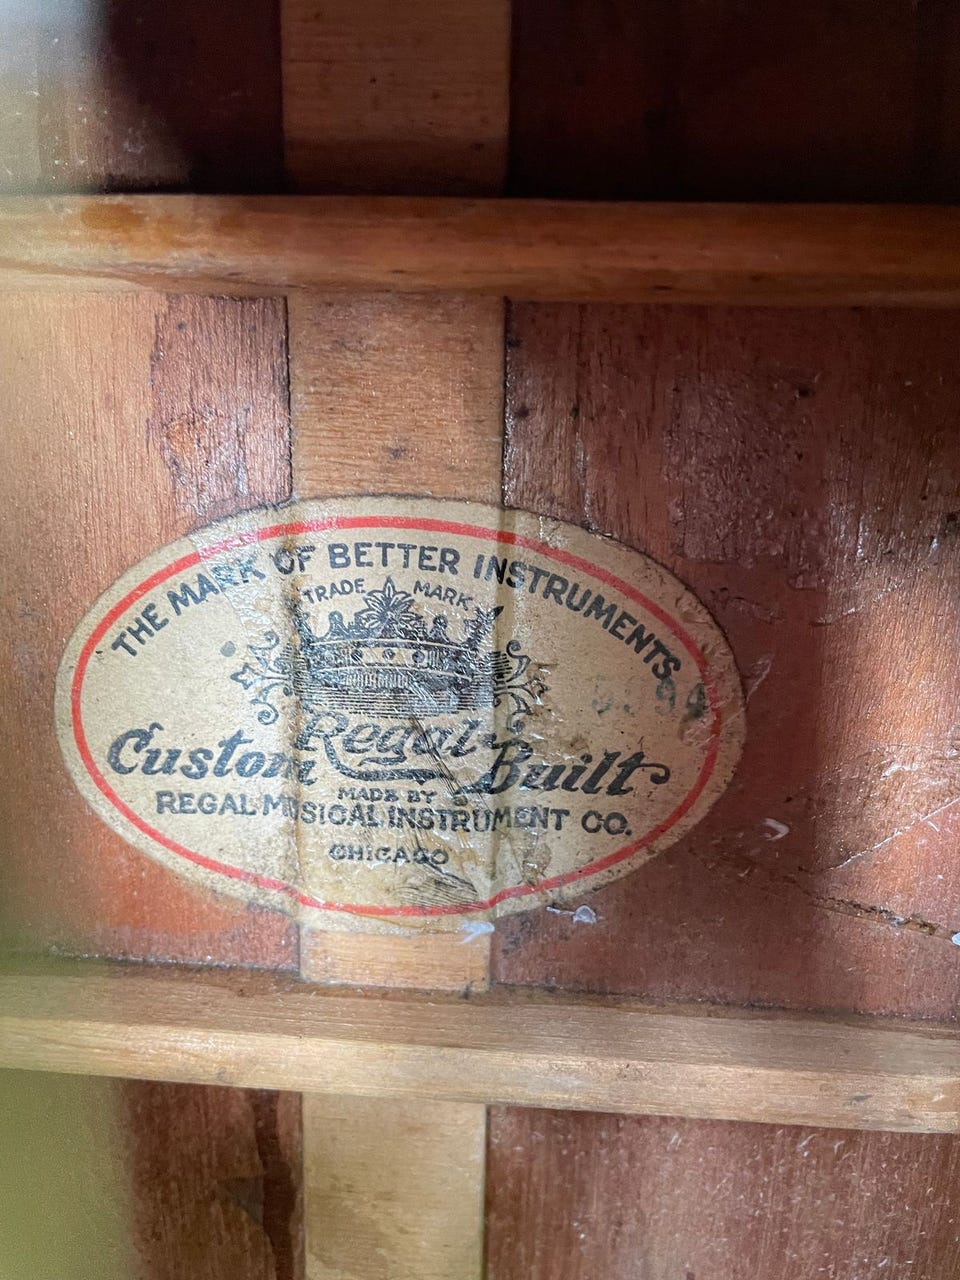 THE MARK OF BETTER INSTRUMENTS
TRADE MARK
Regal
Custom Built
MADE BY
REGAL MUSICAL INSTRUMENT CO.
CHICAGO